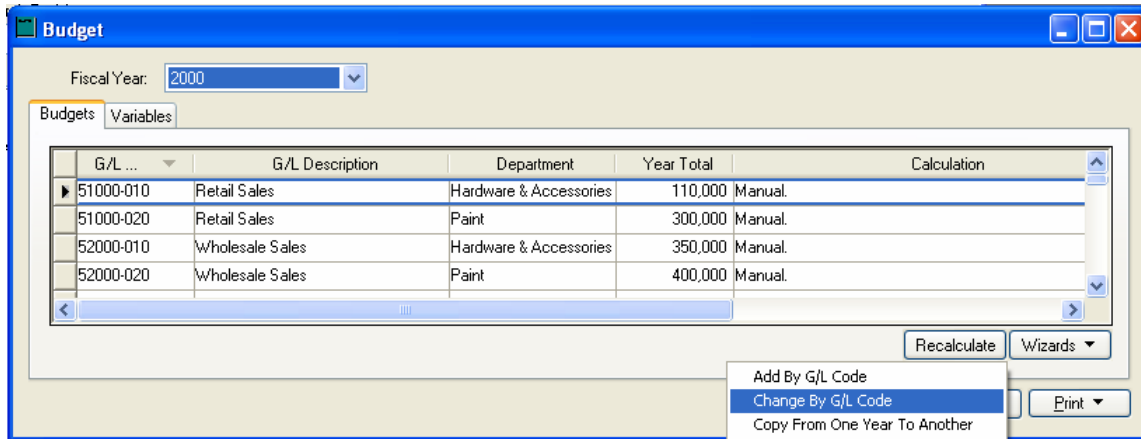 Budget
Fiscal Year: 2000
Budgets Variables
G/L ... G/L Description Department Year Total Calculation
51000-010 Retail Sales Hardware & Accessories 110,000 Manual.
51000-020 Retail Sales Paint 300,000 Manual.
52000-010 Wholesale Sales Hardware & Accessories 350,000 Manual.
52000-020 Wholesale Sales Paint 400,000 Manual.
Recalculate Wizards
Add By G/L Code
Change By G/L Code Print
Copy From One Year To Another